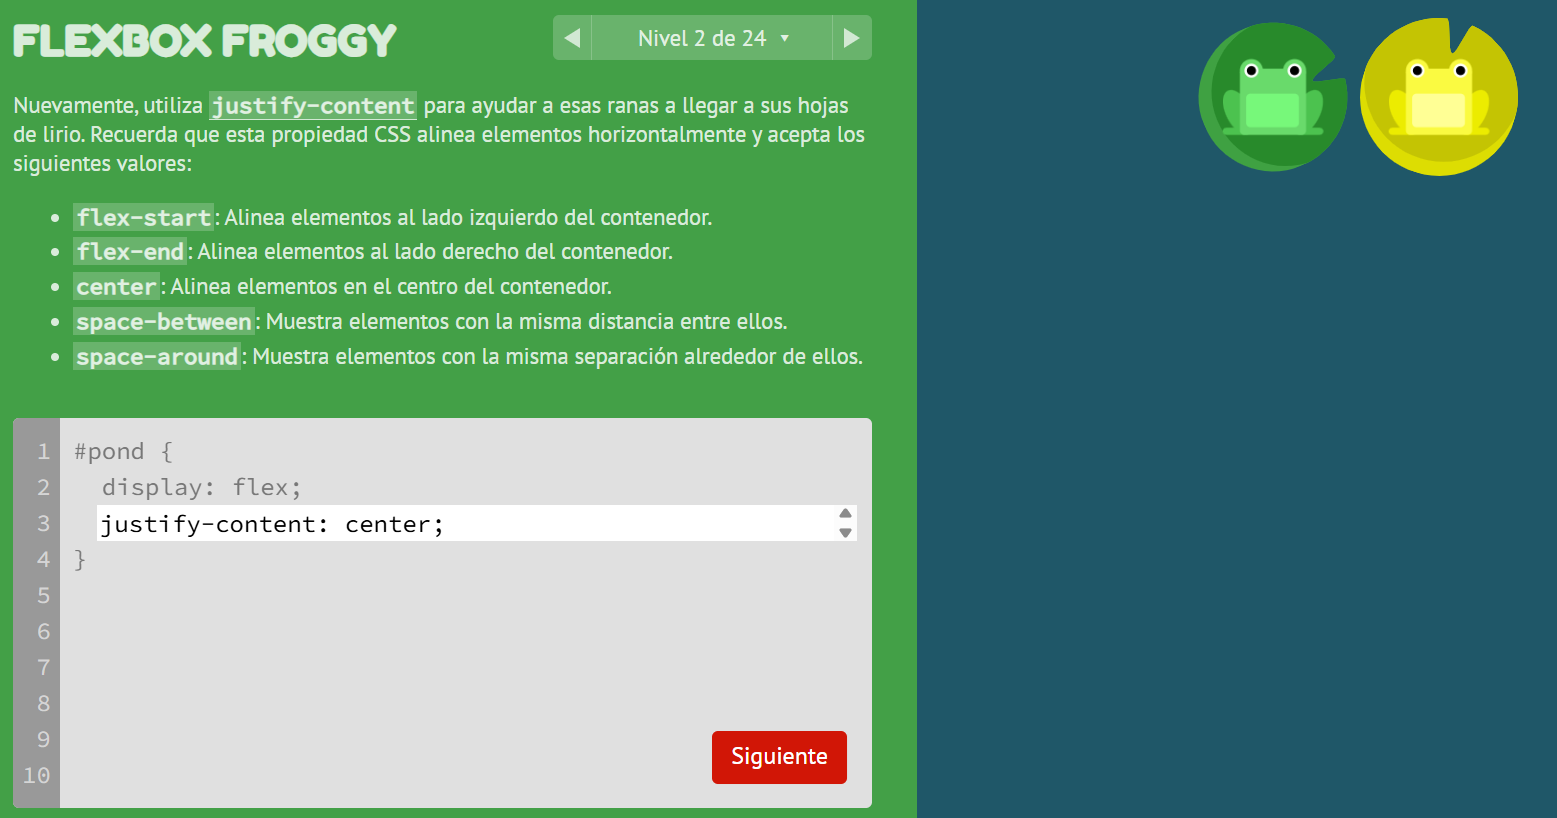 FLEXBOX FROGGY
Nivel 2 de 24
Nuevamente, utiliza justify-content para ayudar a esas ranas a llegar a sus hojas
de lirio. Recuerda que esta propiedad CSS alinea elementos horizontalmente y acepta los
siguientes valores:
flex-start: Alinea elementos al lado izquierdo del contenedor.
flex-end: Alinea elementos al lado derecho del contenedor.
center: Alinea elementos en el centro del contenedor.
space-between: Muestra elementos con la misma distancia entre ellos.
space-around: Muestra elementos con la misma separación alrededor de ellos.
1 #pond {
2 display: flex;
3 justify-content: center;
4 }
5
6
7
8
9
10
Siguiente